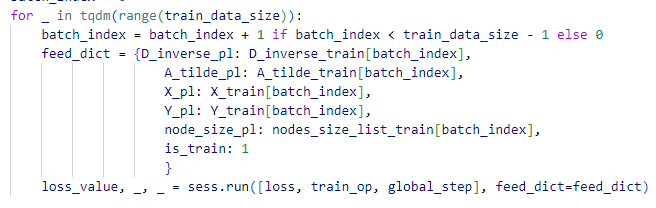 for _ in tqdm(range(train_data_size)):
    batch_index = batch_index + 1 if batch_index < train_data_size - 1 else 0
    feed_dict = {D_inverse_pl: D_inverse_train[batch_index],
                 A_tilde_pl: A_tilde_train[batch_index],
                 X_pl: X_train[batch_index],
                 Y_pl: Y_train[batch_index],
                 node_size_pl: nodes_size_list_train[batch_index],
                 is_train: 1
                 }
    loss_value, _, _ = sess.run([loss, train_op, global_step], feed_dict=feed_dict)